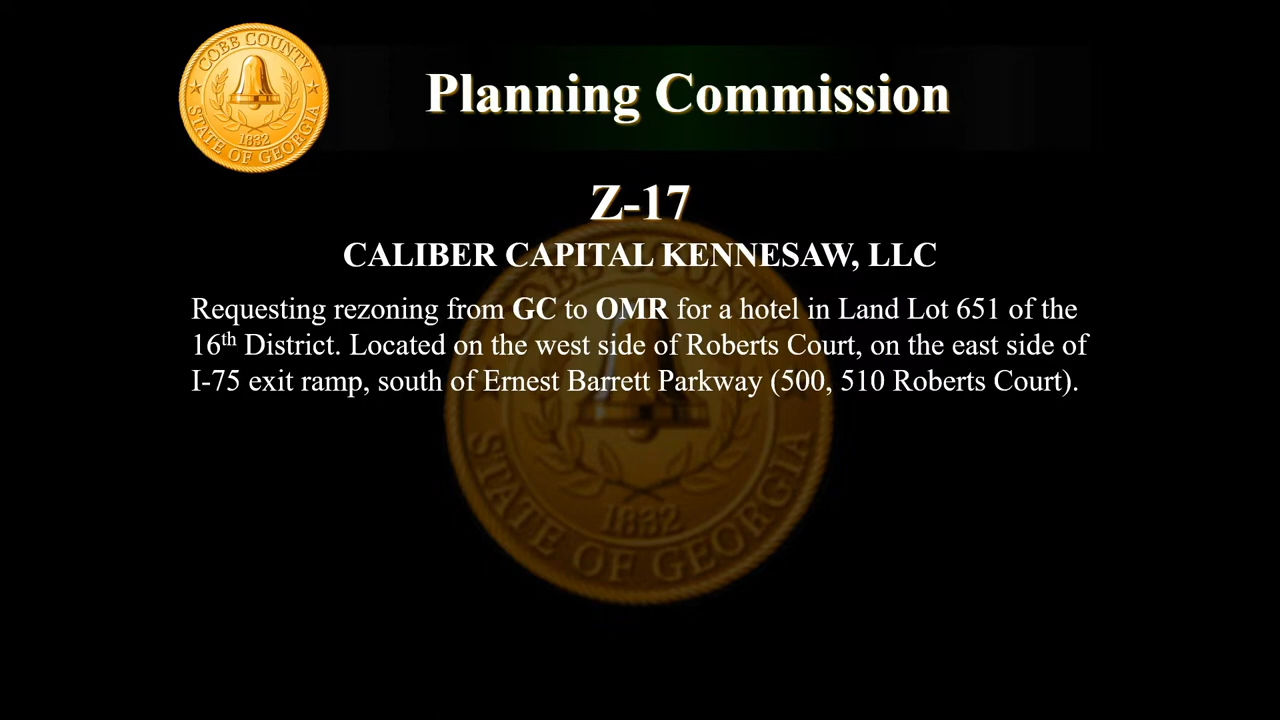 COBB COUNTY
STATE OF GEORGIA
1832
Planning Commission
Z-17
CALIBER CAPITAL KENNESAW, LLC
Requesting rezoning from GC to OMR for a hotel in Land Lot 651 of the
16th District. Located on the west side of Roberts Court, on the east side of
I-75 exit ramp, south of Ernest Barrett Parkway (500, 510 Roberts Court).
COBB COUNTY
1832
STATE OF GEORGIA